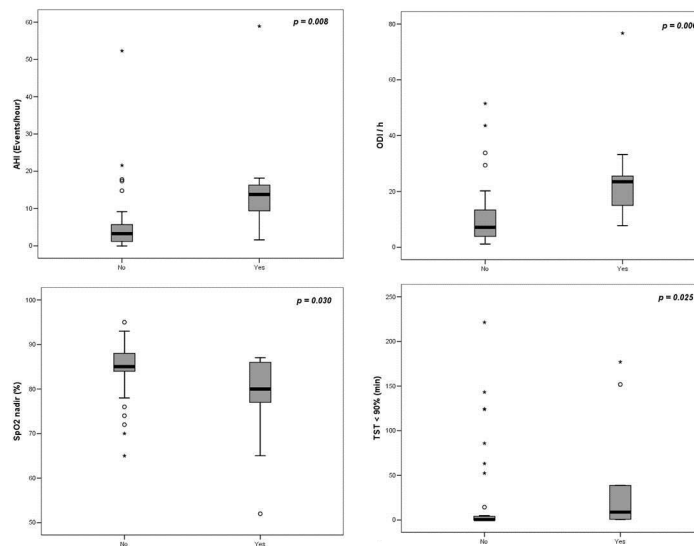 p = 0.008
AHI (Events/hour)
60
50
40
30
20
10
0
No
Yes
ODI / h
80
60
40
20
0
No
Yes
p = 0.030
SpO2 nadir (%)
100
90
80
70
60
50
No
Yes
p = 0.025
TST < 90% (min)
250
200
150
100
50
0
No
Yes